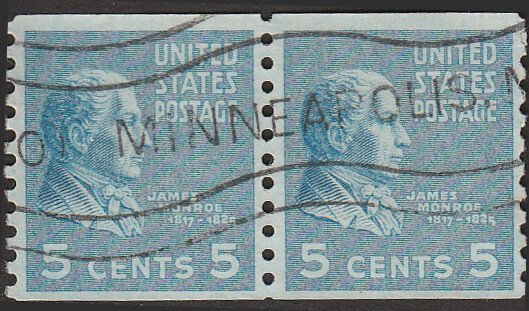 UNITED
STATES
POSTAGE
JAMES
MONROE
1817-1825
5 CENTS 5
UNITED
STATES
POSTAGE
JAMES
MONROE
1817-1825
5 CENTS 5
MINNEAPOLIS, M